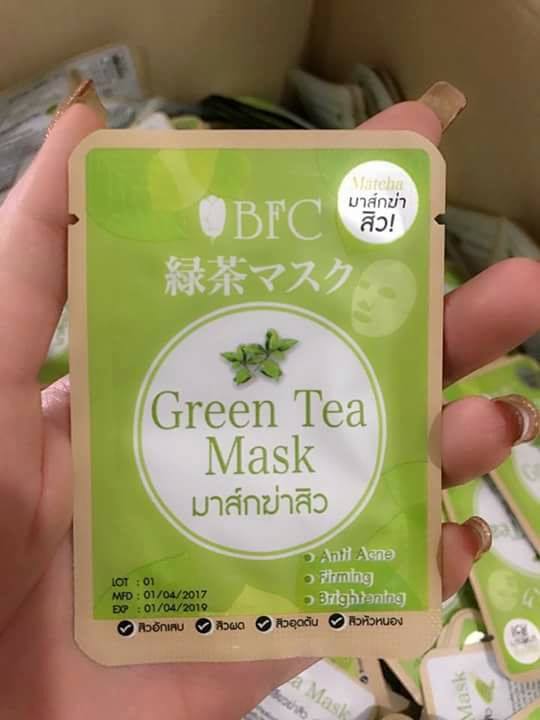 Matcha
มาส์กฆ่า
สิว!
BFC
緑茶マスク
Green Tea
Mask
มาส์กฆ่าสิว
Anti Acne
Firming
Brightening
LOT : 01
MFD : 01/04/2017
EXP : 01/04/2019
สิวอักเสบ สิวผด สิวอุดตัน สิวหัวหนอง
a Mask
Mask